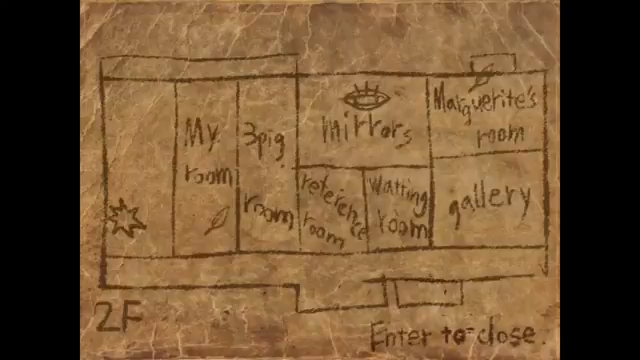 My
room
3pig
room
mirrors
reference
room
Waiting
room
Marguerite's
room
gallery
2F
Enter to close.